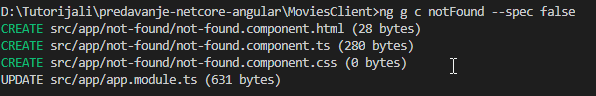 D:\Tutorijali\predavanje-netcore-angular\MoviesClient>ng g c notFound --spec false
CREATE src/app/not-found/not-found.component.html (28 bytes)
CREATE src/app/not-found/not-found.component.ts (280 bytes)
CREATE src/app/not-found/not-found.component.css (0 bytes)
UPDATE src/app/app.module.ts (631 bytes)